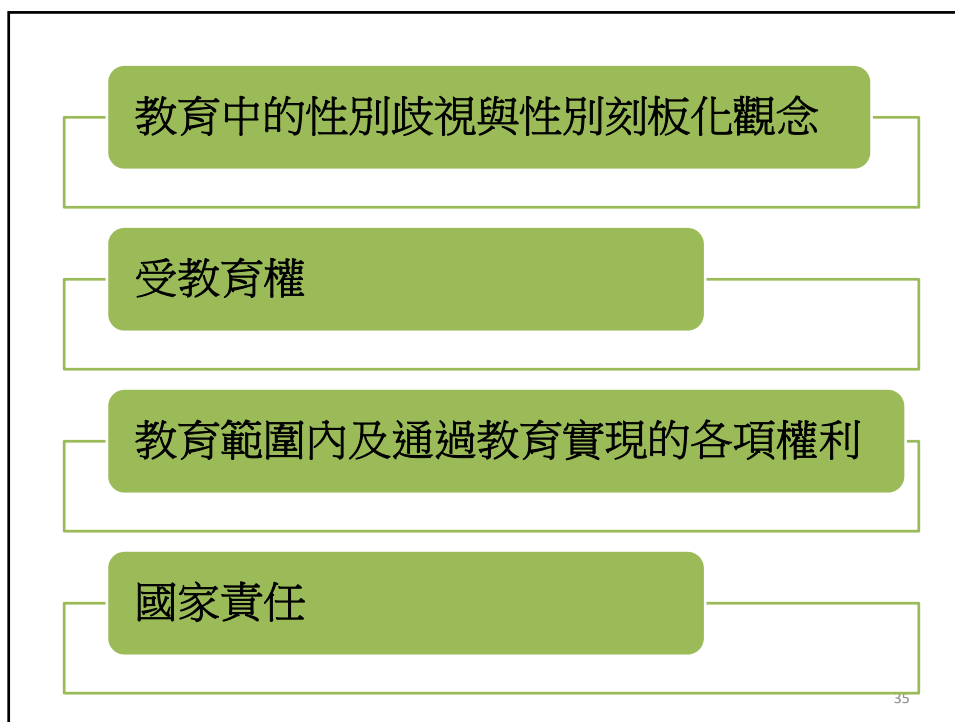 教育中的性別歧視與性別刻板化觀念
受教育權
教育範圍內及通過教育實現的各項權利
國家責任
35